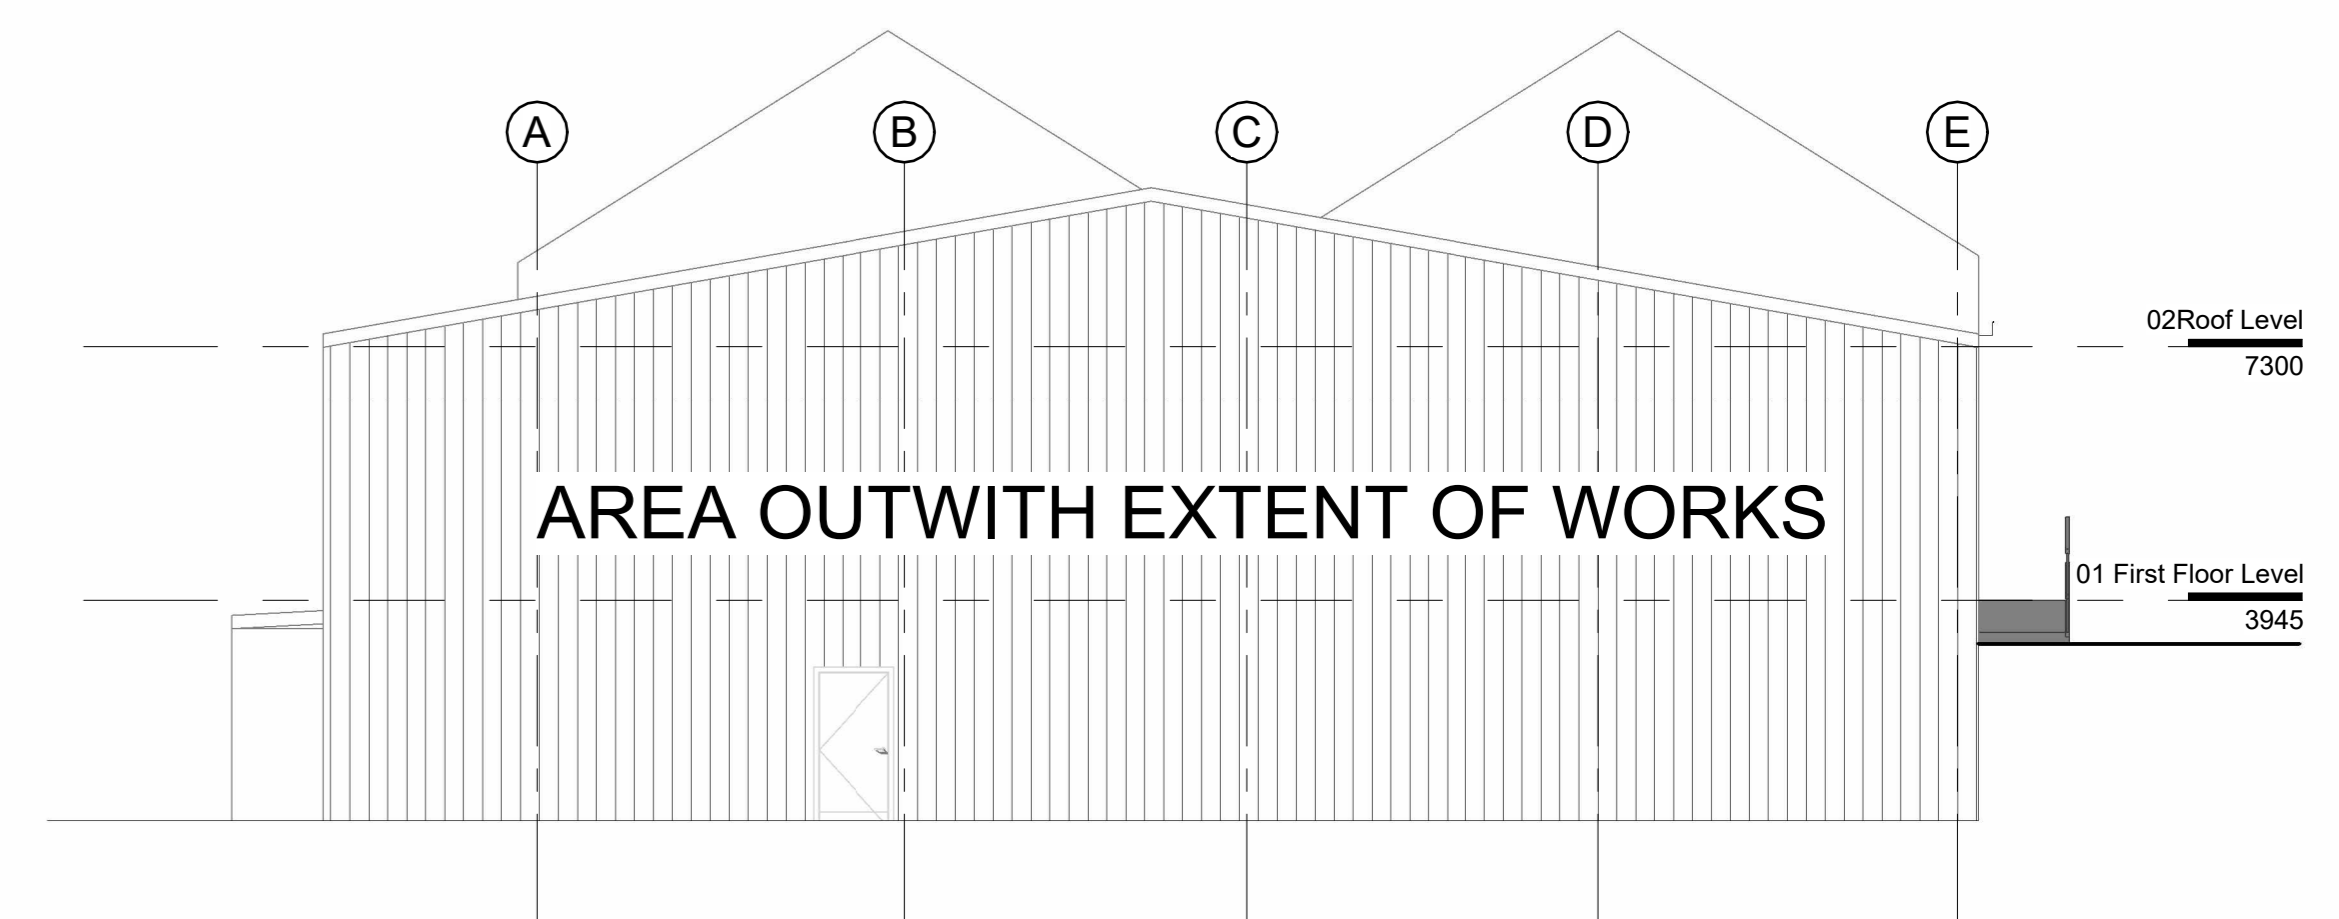 A B C D E
02Roof Level
7300
AREA OUTWITH EXTENT OF WORKS
01 First Floor Level
3945